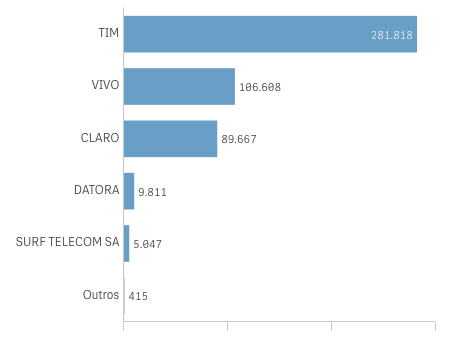 TIM 281.818
VIVO 106.608
CLARO 89.667
DATORA 9.811
SURF TELECOM SA 5.047
Outros 415